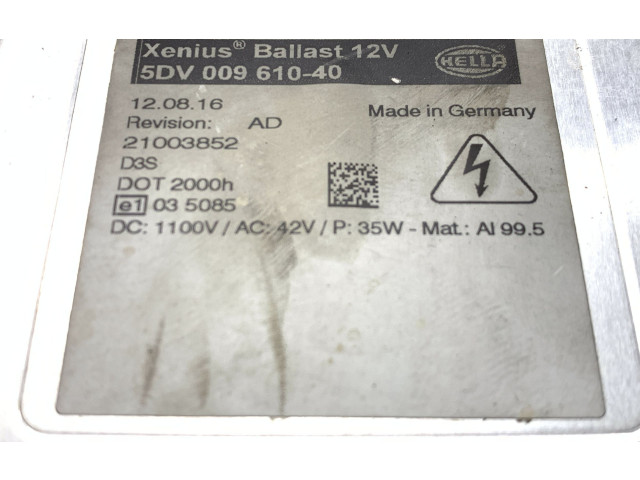 Xenius® Ballast 12V
5DV 009 610-40
HELLA
12.08.16
Made in Germany
Revision: AD
21003852
D3S
DOT 2000h
e1 03 5085
DC: 1100V / AC: 42V / P: 35W - Mat.: Al 99.5